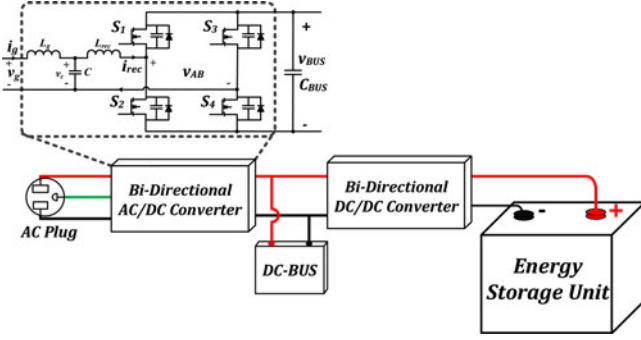 S1
S3
ig
Lg
Lrec
+
+
vg
+
vc
C
irec
+
vAB
vBUS
CBUS
-
-
-
S2
S4
-
Bi-Directional
AC/DC Converter
Bi-Directional
DC/DC Converter
AC Plug
DC-BUS
-
+
Energy
Storage Unit